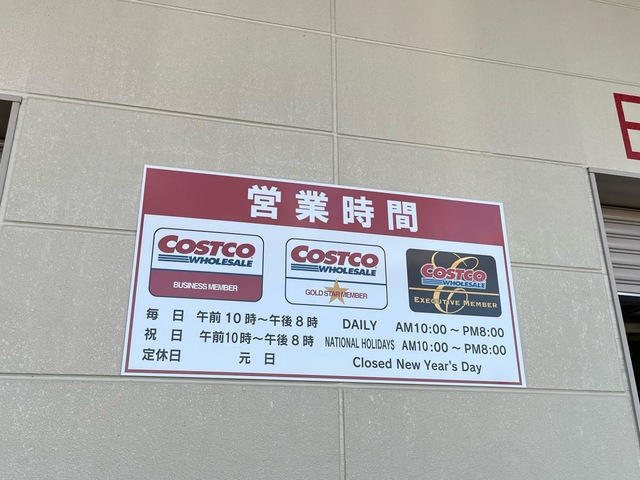 営業時間
COSTCO WHOLESALE BUSINESS MEMBER
COSTCO WHOLESALE GOLD STAR MEMBER
COSTCO WHOLESALE EXECUTIVE MEMBER
毎日 午前10時～午後8時 DAILY AM10:00～PM8:00
祝日 午前10時～午後8時 NATIONAL HOLIDAYS AM10:00～PM8:00
定休日 元日 Closed New Year's Day